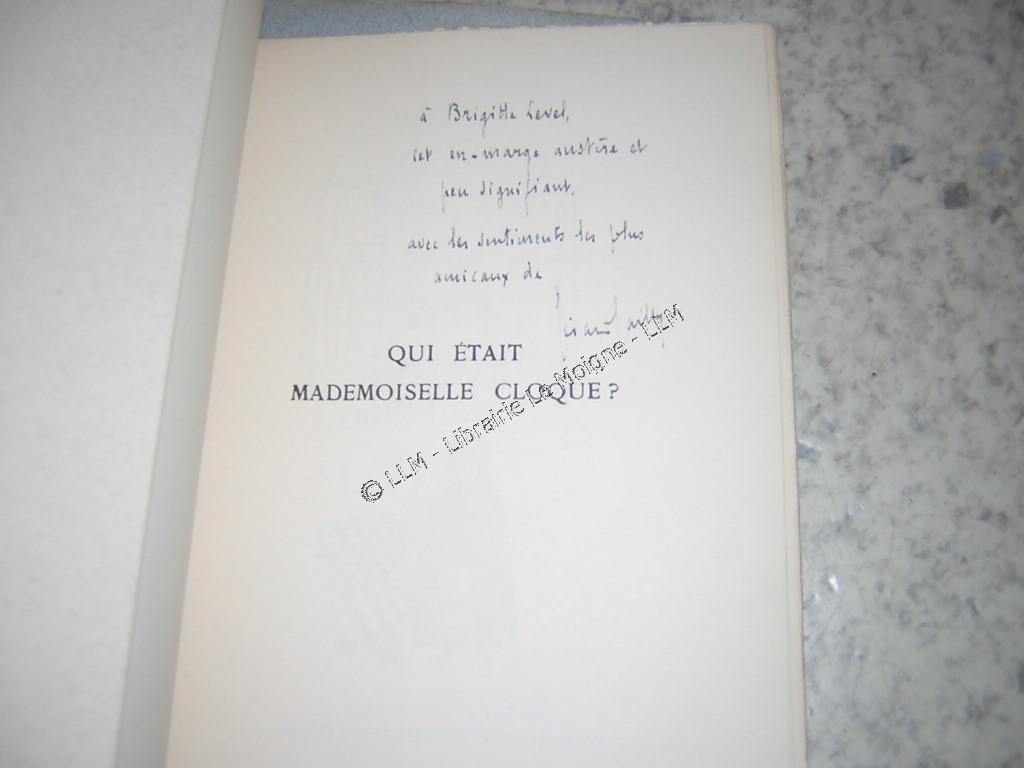 à Brigitte Level,
cet en-marge austère et
peu signifiant,
avec les sentiments les plus
amicaux de
QUI ÉTAIT
MADEMOISELLE CLOQUE ?
© LLM - Librairie Le Moigne - LLM